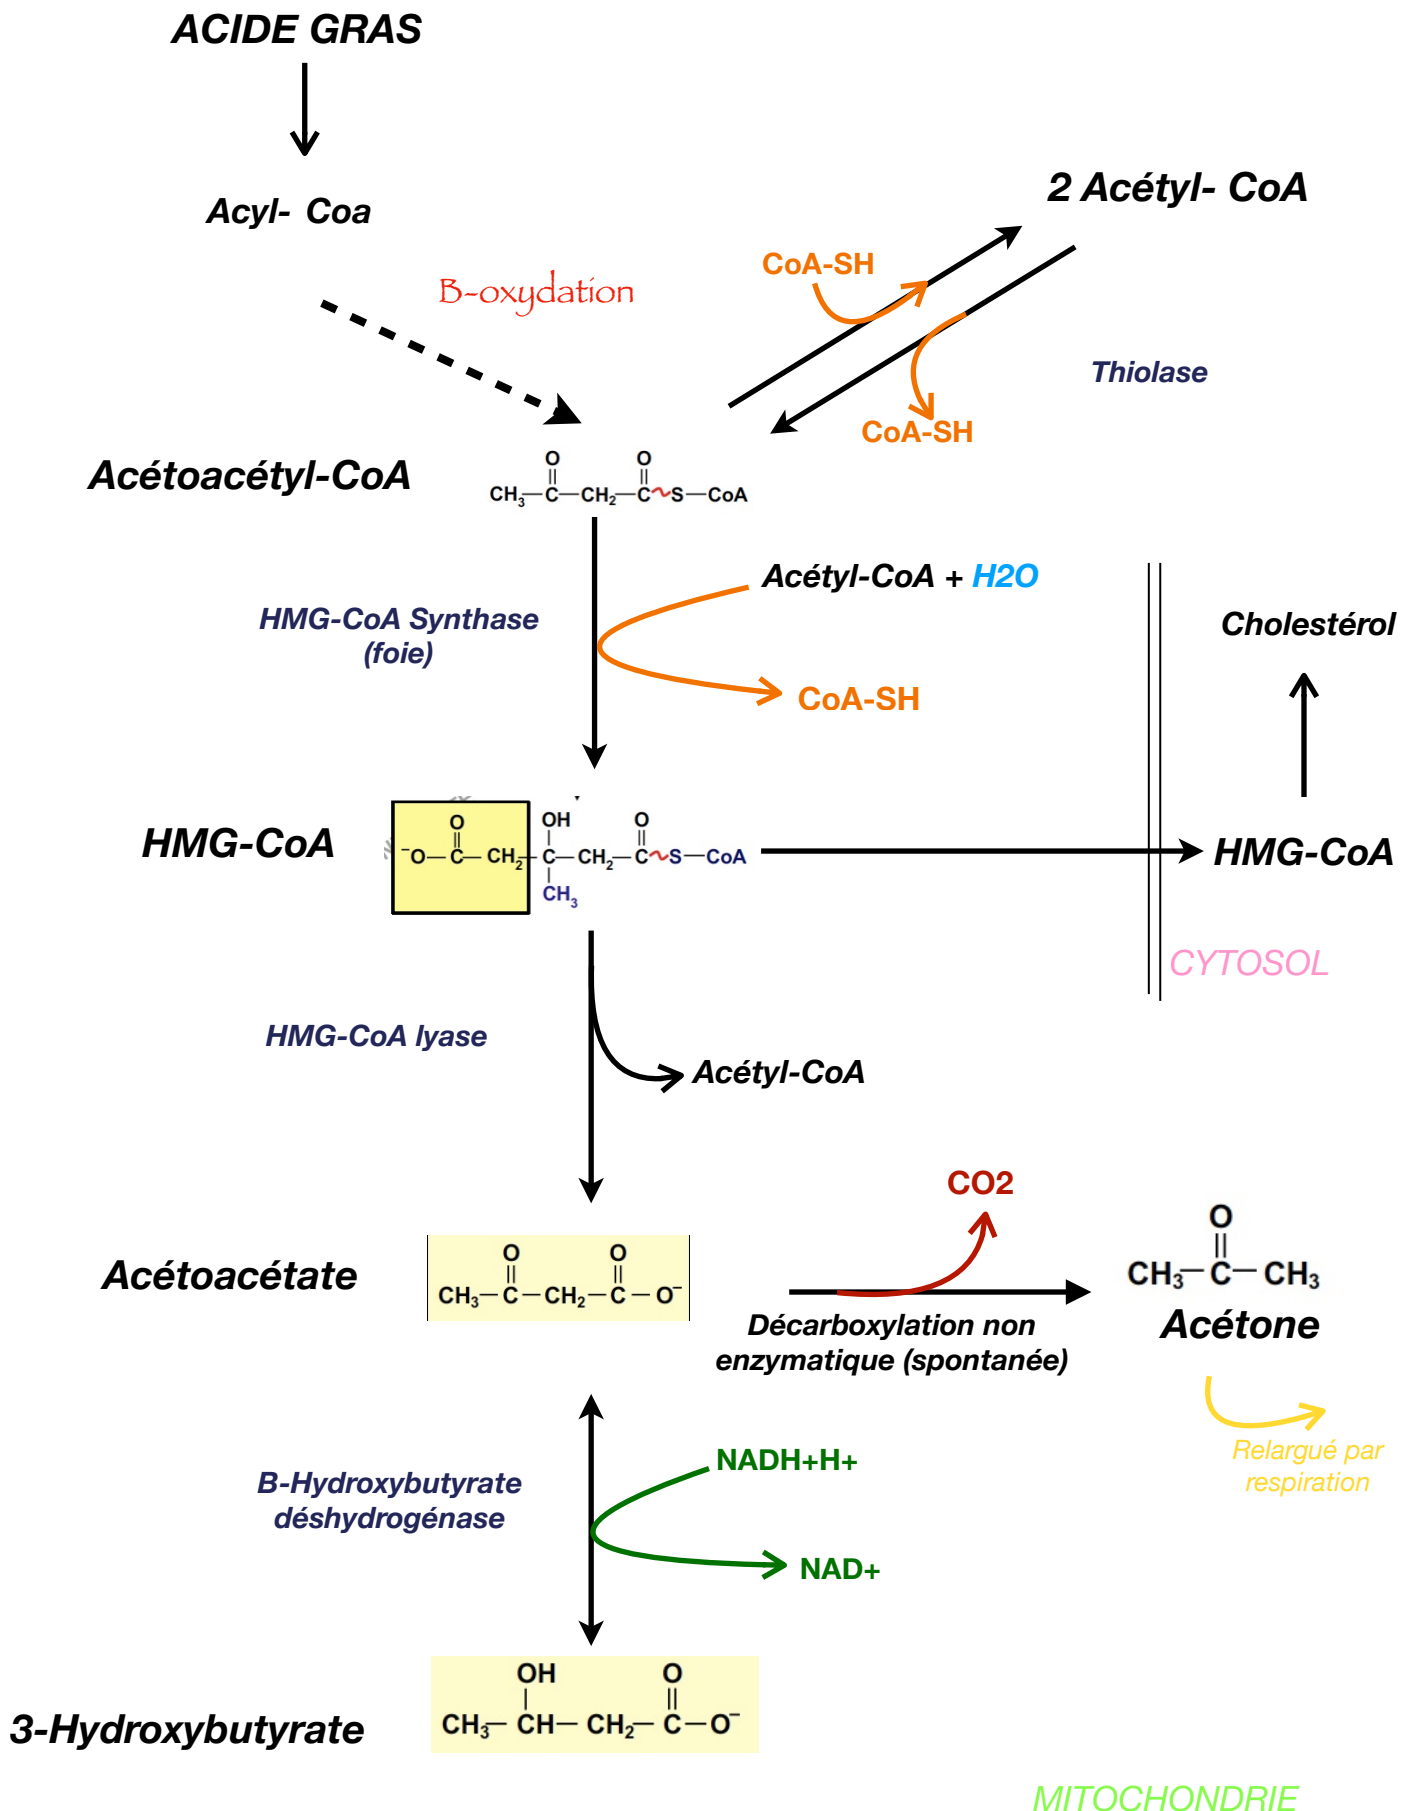 ACIDE GRAS
Acyl- Coa
2 Acétyl- CoA
B-oxydation
CoA-SH
Thiolase
CoA-SH
Acétoacétyl-CoA
O O
CH3—C—CH2—C~S—CoA
Acétyl-CoA + H2O
HMG-CoA Synthase
(foie)
CoA-SH
Cholestérol
HMG-CoA
O OH O
⁻O—C—CH2—C—CH2—C~S—CoA
CH3
HMG-CoA
CYTOSOL
HMG-CoA lyase
Acétyl-CoA
CO2
Acétoacétate
O O
CH3—C—CH2—C—O⁻
O
CH3—C—CH3
Acétone
Décarboxylation non
enzymatique (spontanée)
Relargué par
respiration
NADH+H+
B-Hydroxybutyrate
déshydrogénase
NAD+
3-Hydroxybutyrate
OH O
CH3—CH—CH2—C—O⁻
MITOCHONDRIE